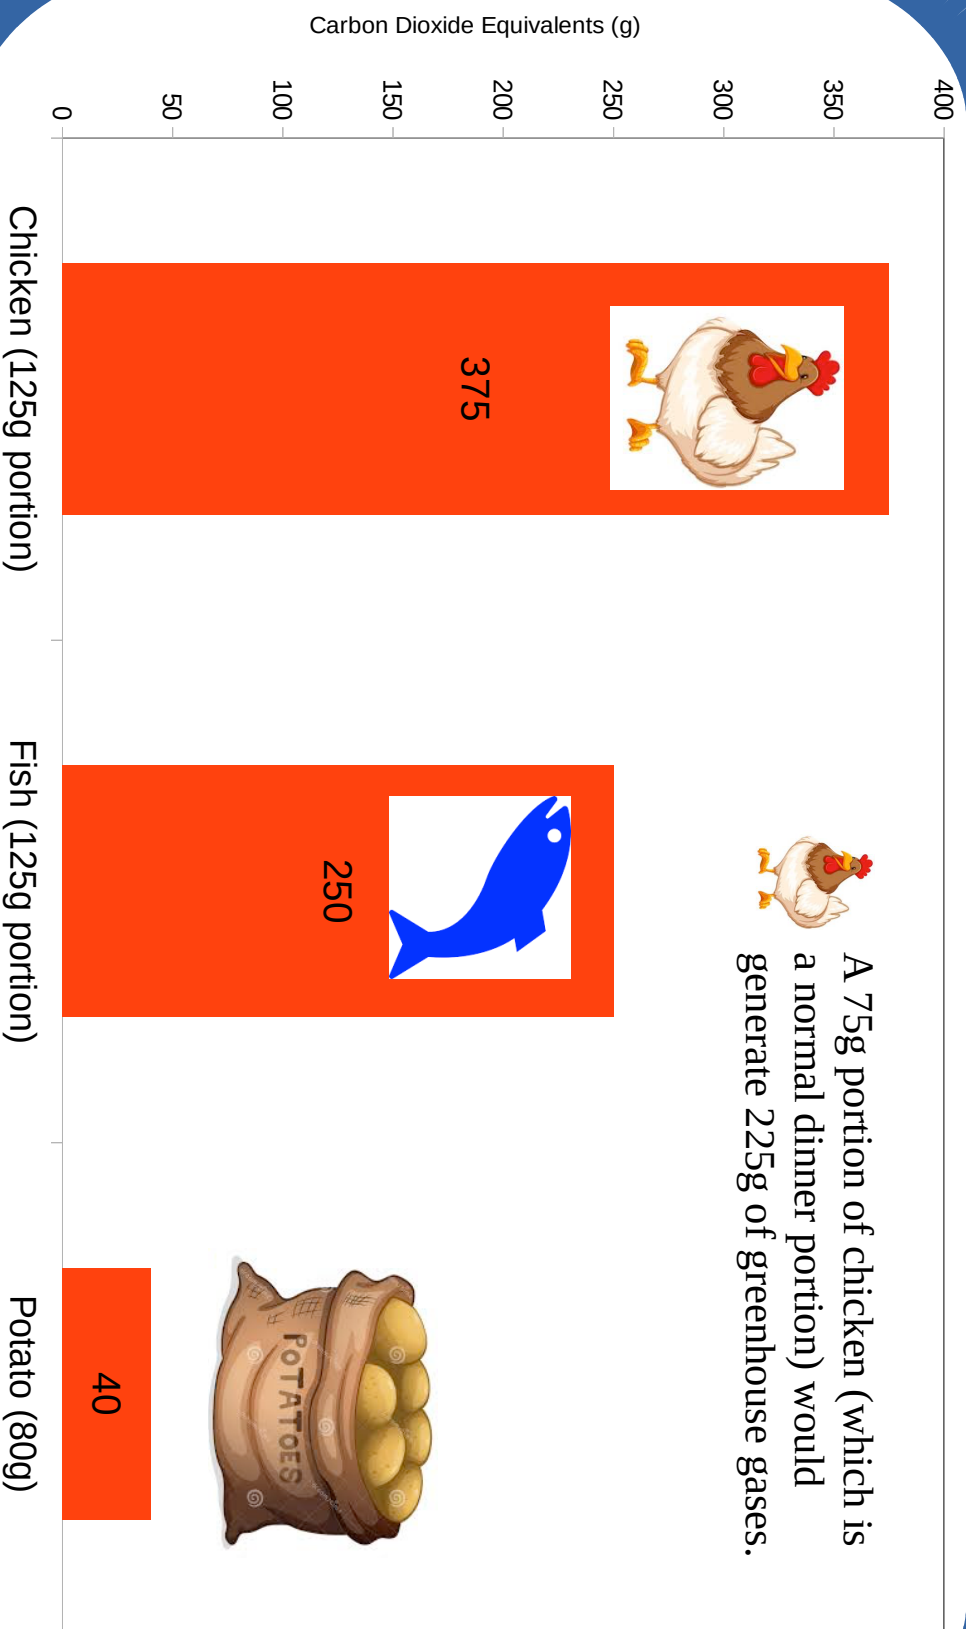 Carbon Dioxide Equivalents (g)
400
350
300
250
200
150
100
50
0
375
250
40
Chicken (125g portion)
Fish (125g portion)
Potato (80g)
A 75g portion of chicken (which is
a normal dinner portion) would
generate 225g of greenhouse gases.
POTATOES